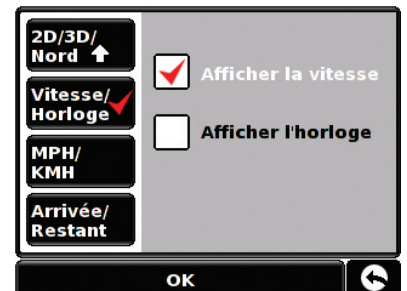 2D/3D/
Nord
Vitesse/
Horloge
MPH/
KMH
Arrivée/
Restant
Afficher la vitesse
Afficher l'horloge
OK